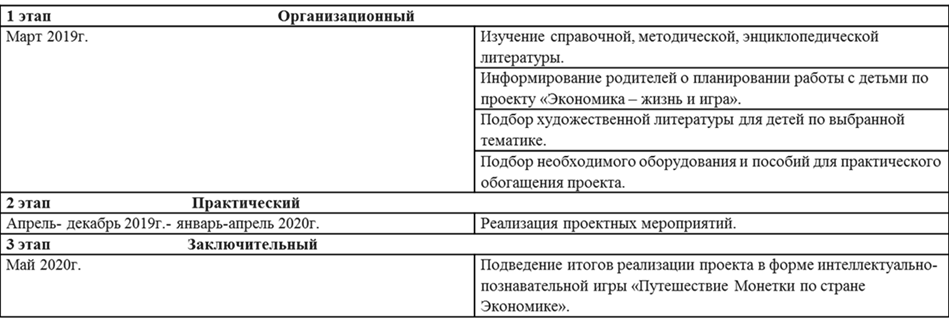 1 этап Организационный
Март 2019г.
Изучение справочной, методической, энциклопедической
литературы.
Информирование родителей о планировании работы с детьми по
проекту «Экономика – жизнь и игра».
Подбор художественной литературы для детей по выбранной
тематике.
Подбор необходимого оборудования и пособий для практического
обогащения проекта.
2 этап Практический
Апрель- декабрь 2019г.- январь-апрель 2020г.
Реализация проектных мероприятий.
3 этап Заключительный
Май 2020г.
Подведение итогов реализации проекта в форме интеллектуально-
познавательной игры «Путешествие Монетки по стране
Экономике».